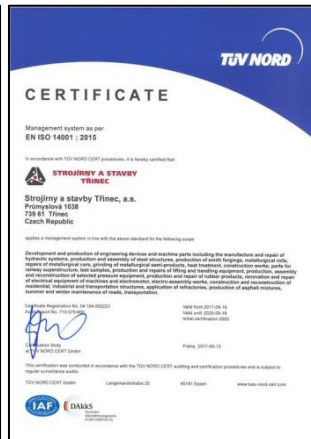 TÜV NORD
CERTIFICATE
Management system as per
EN ISO 14001 : 2015
In accordance with TÜV NORD CERT procedures, it is hereby certified that
STROJÍRNY A STAVBY
TŘINEC
Strojírny a stavby Třinec, a.s.
Průmyslová 1038
739 61 Třinec
Czech Republic
applies a management system in line with the above standard for the following scope
Development and production of engineering devices and machine parts including the manufacture and repair of
hydraulic systems, production and assembly of steel structures, production of smith forgings, metallurgical rolls,
repairs of metallurgical cars, grinding of metallurgical semi-products, heat treatment, construction works, parts for
railway superstructure, test samples, production and repairs of lifting and handling equipment, production, assembly
and reconstruction of selected pressure equipment, production and repair of rubber products, renovation and repair
of electrical equipment of machines and electromotor, electro-assembly works, construction and reconstruction of
residential, industrial and transportation structures, application of refractories, production of asphalt mixtures,
summer and winter maintenance of roads, transportation.
Certificate Registration No. 04 104
Audit Report No.
Valid from 2017-09-19
Valid until 2020-09-18
Initial certification 2002
Certification Body
at TÜV NORD CERT GmbH
Praha, 2017-09-13
This certification was conducted in accordance with the TÜV NORD CERT auditing and certification procedures and is subject to
regular surveillance audits.
TÜV NORD CERT GmbH Langemarckstraße 20 45141 Essen www.tuev-nord-cert.com
IAF
DAkkS
Deutsche
Akkreditierungsstelle